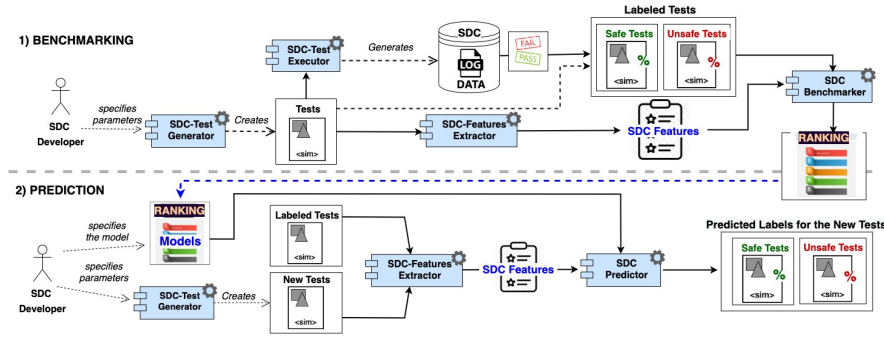 Labeled Tests
1) BENCHMARKING
SDC-Test
Executor
Generates
SDC
LOG
DATA
FAIL
PASS
Safe Tests
Unsafe Tests
%
%
<sim>
<sim>
SDC
Benchmarker
specifies
parameters
SDC
Developer
SDC-Test
Generator
Creates
Tests
<sim>
SDC-Features
Extractor
SDC Features
RANKING
2) PREDICTION
specifies
the model
RANKING
Models
Labeled Tests
<sim>
SDC-Features
Extractor
SDC Features
SDC
Predictor
Predicted Labels for the New Tests
Safe Tests
Unsafe Tests
%
%
<sim>
<sim>
SDC
Developer
specifies
parameters
SDC-Test
Generator
Creates
New Tests
<sim>